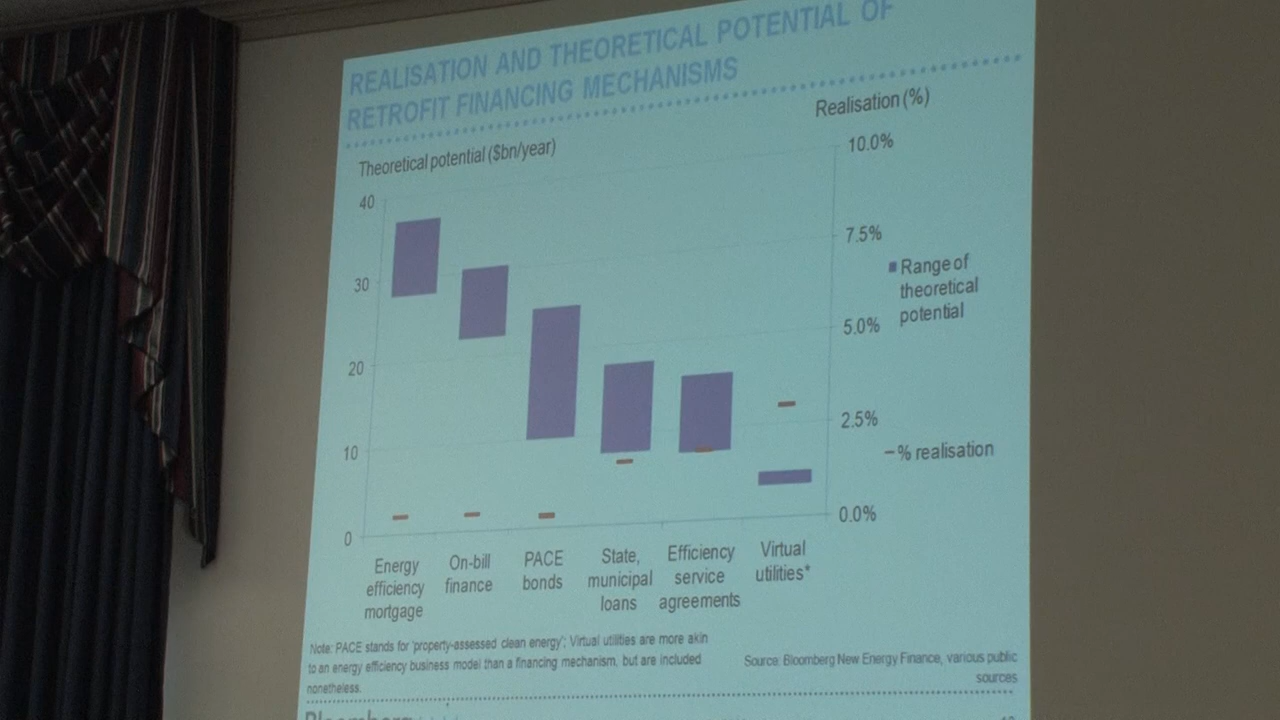 REALISATION AND THEORETICAL POTENTIAL OF
RETROFIT FINANCING MECHANISMS
Realisation (%)
Theoretical potential ($bn/year)
10.0%
40
7.5%
Range of
theoretical
potential
30
5.0%
20
2.5%
10
% realisation
0.0%
0
Energy
efficiency
mortgage
On-bill
finance
PACE
bonds
State,
municipal
loans
Efficiency
service
agreements
Virtual
utilities*
Note: PACE stands for 'property-assessed clean energy'; Virtual utilities are more akin
to an energy efficiency business model than a financing mechanism, but are included
nonetheless.
Source: Bloomberg New Energy Finance, various public
sources
Bloomberg